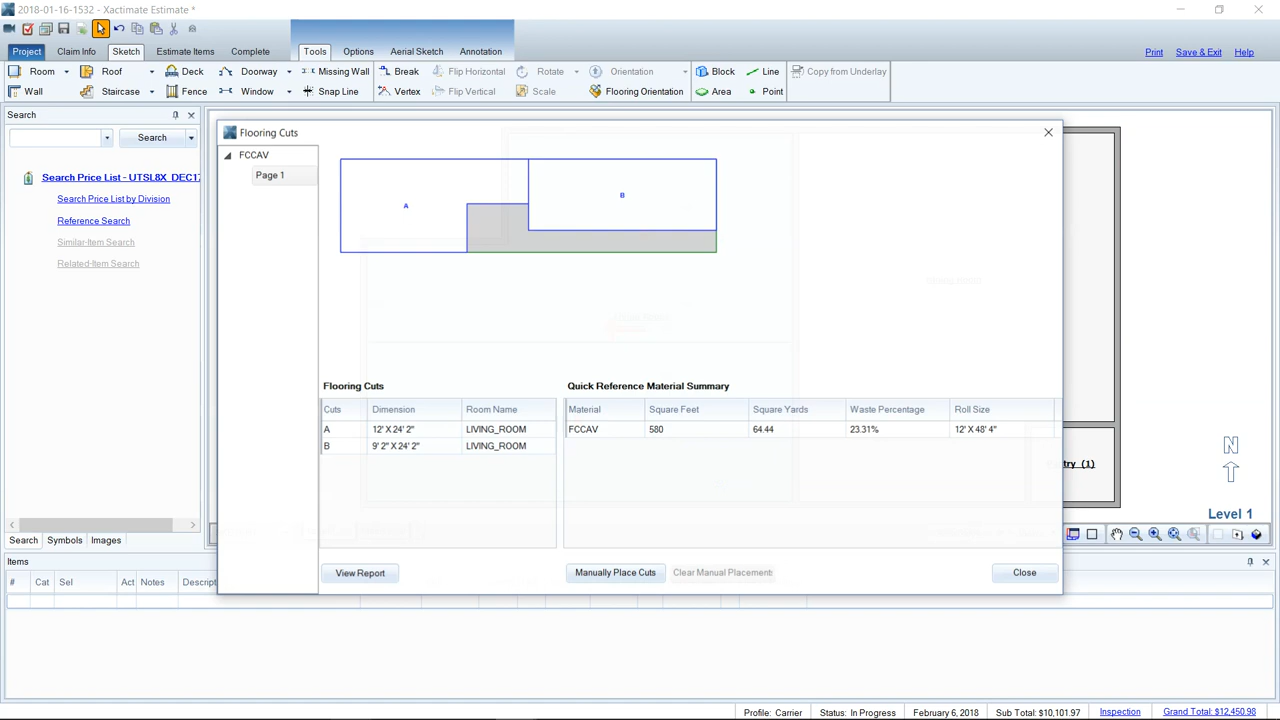 2018-01-16-1532 - Xactimate Estimate *
Project
Claim Info
Sketch
Estimate Items
Complete
Tools
Options
Aerial Sketch
Annotation
Print
Save & Exit
Help
Room
Roof
Deck
Doorway
Missing Wall
Break
Flip Horizontal
Rotate
Orientation
Block
Line
Copy from Underlay
Wall
Staircase
Fence
Window
Snap Line
Vertex
Flip Vertical
Scale
Flooring Orientation
Area
Point
Search
Search
Search Price List - UTSL8X_DEC17
Search Price List by Division
Reference Search
Similar-Item Search
Related-Item Search
Search
Symbols
Images
Flooring Cuts
FCCAV
Page 1
A
B
Flooring Cuts
Cuts Dimension Room Name
A 12' X 24' 2" LIVING_ROOM
B 9' 2" X 24' 2" LIVING_ROOM
Quick Reference Material Summary
Material Square Feet Square Yards Waste Percentage Roll Size
FCCAV 580 64.44 23.31% 12' X 48' 4"
View Report
Manually Place Cuts
Clear Manual Placement
Close
(1)
N
Level 1
Items
# Cat Sel Act Notes Descript
Profile: Carrier
Status: In Progress
February 6, 2018
Sub Total: $10,101.97
Inspection
Grand Total: $12,450.98